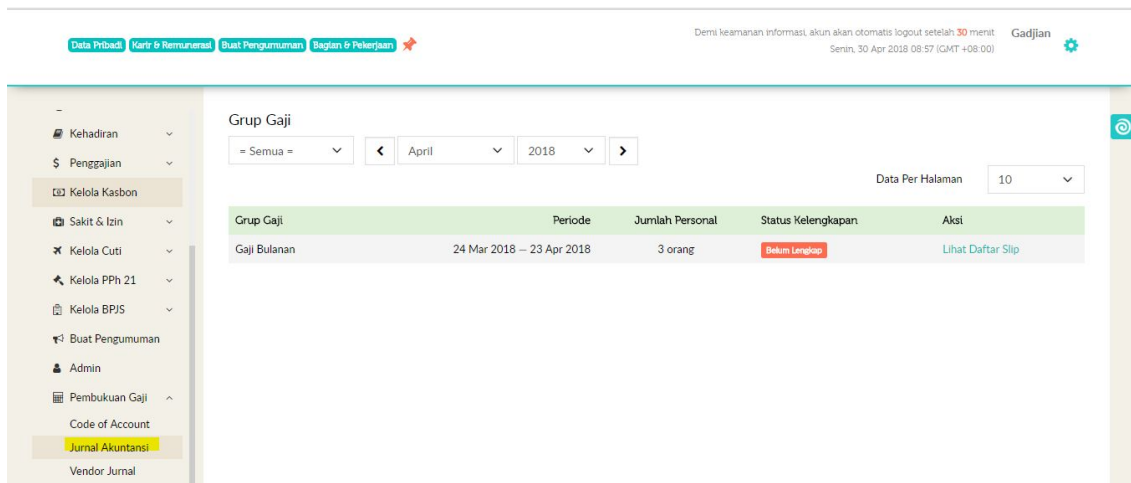 Data Pribadi Karir & Remunerasi Buat Pengumuman Bagian & Pekerjaan
Demi keamanan informasi, akun akan otomatis logout setelah 30 menit
Senin, 30 Apr 2018 08:57 (GMT +08:00)
Gadjian
Kehadiran
Penggajian
Kelola Kasbon
Sakit & Izin
Kelola Cuti
Kelola PPh 21
Kelola BPJS
Buat Pengumuman
Admin
Pembukuan Gaji
Code of Account
Jurnal Akuntansi
Vendor Jurnal
Grup Gaji
= Semua = April 2018
Data Per Halaman 10
Grup Gaji Periode Jumlah Personal Status Kelengkapan Aksi
Gaji Bulanan 24 Mar 2018 — 23 Apr 2018 3 orang Belum Lengkap Lihat Daftar Slip